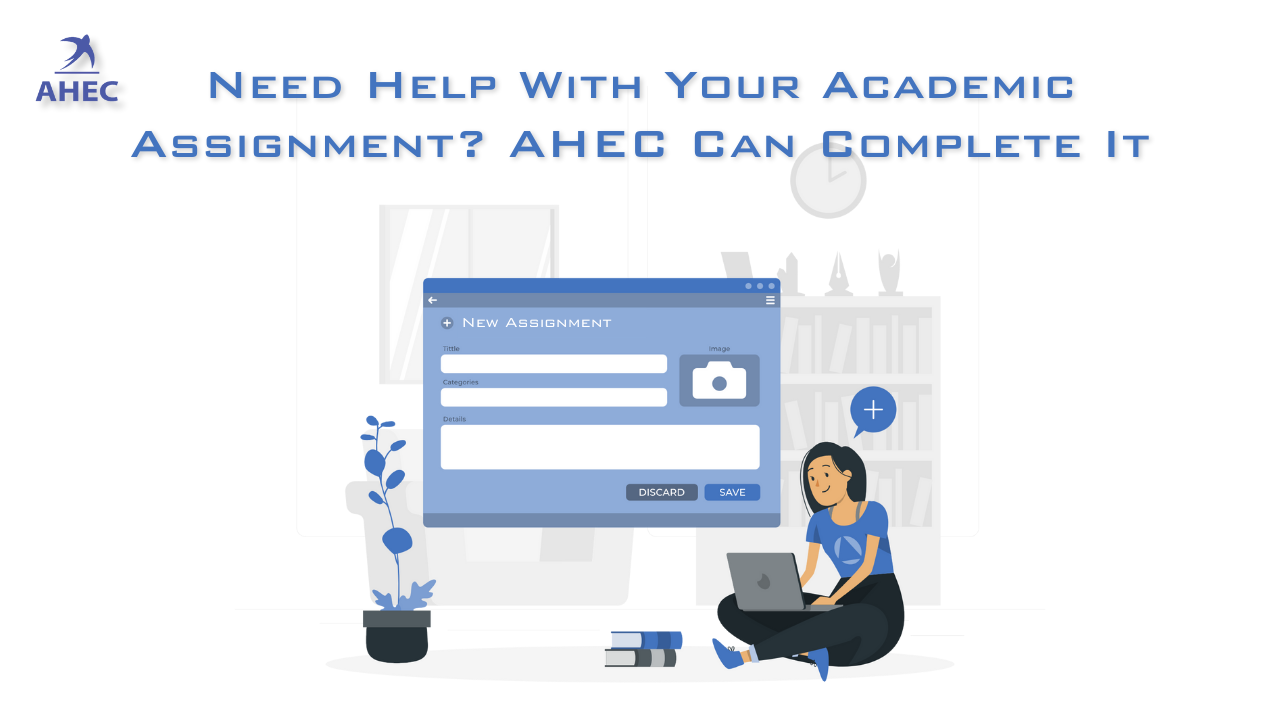 AHEC
Need Help With Your Academic
Assignment? AHEC Can Complete It
New Assignment
Tittle
Image
Categories
Details
DISCARD
SAVE